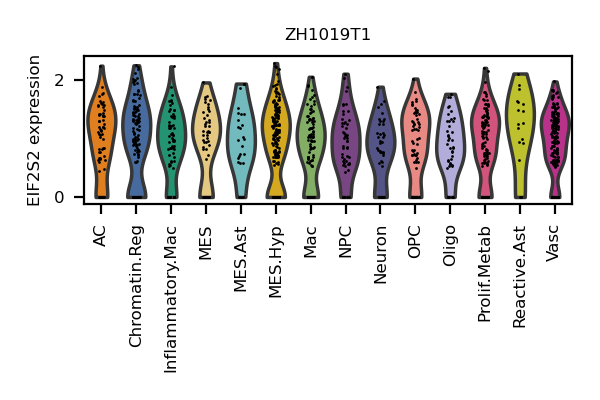 ZH1019T1
EIF2S2 expression
2
0
AC
Chromatin.Reg
Inflammatory.Mac
MES
MES.Ast
MES.Hyp
Mac
NPC
Neuron
OPC
Oligo
Prolif.Metab
Reactive.Ast
Vasc